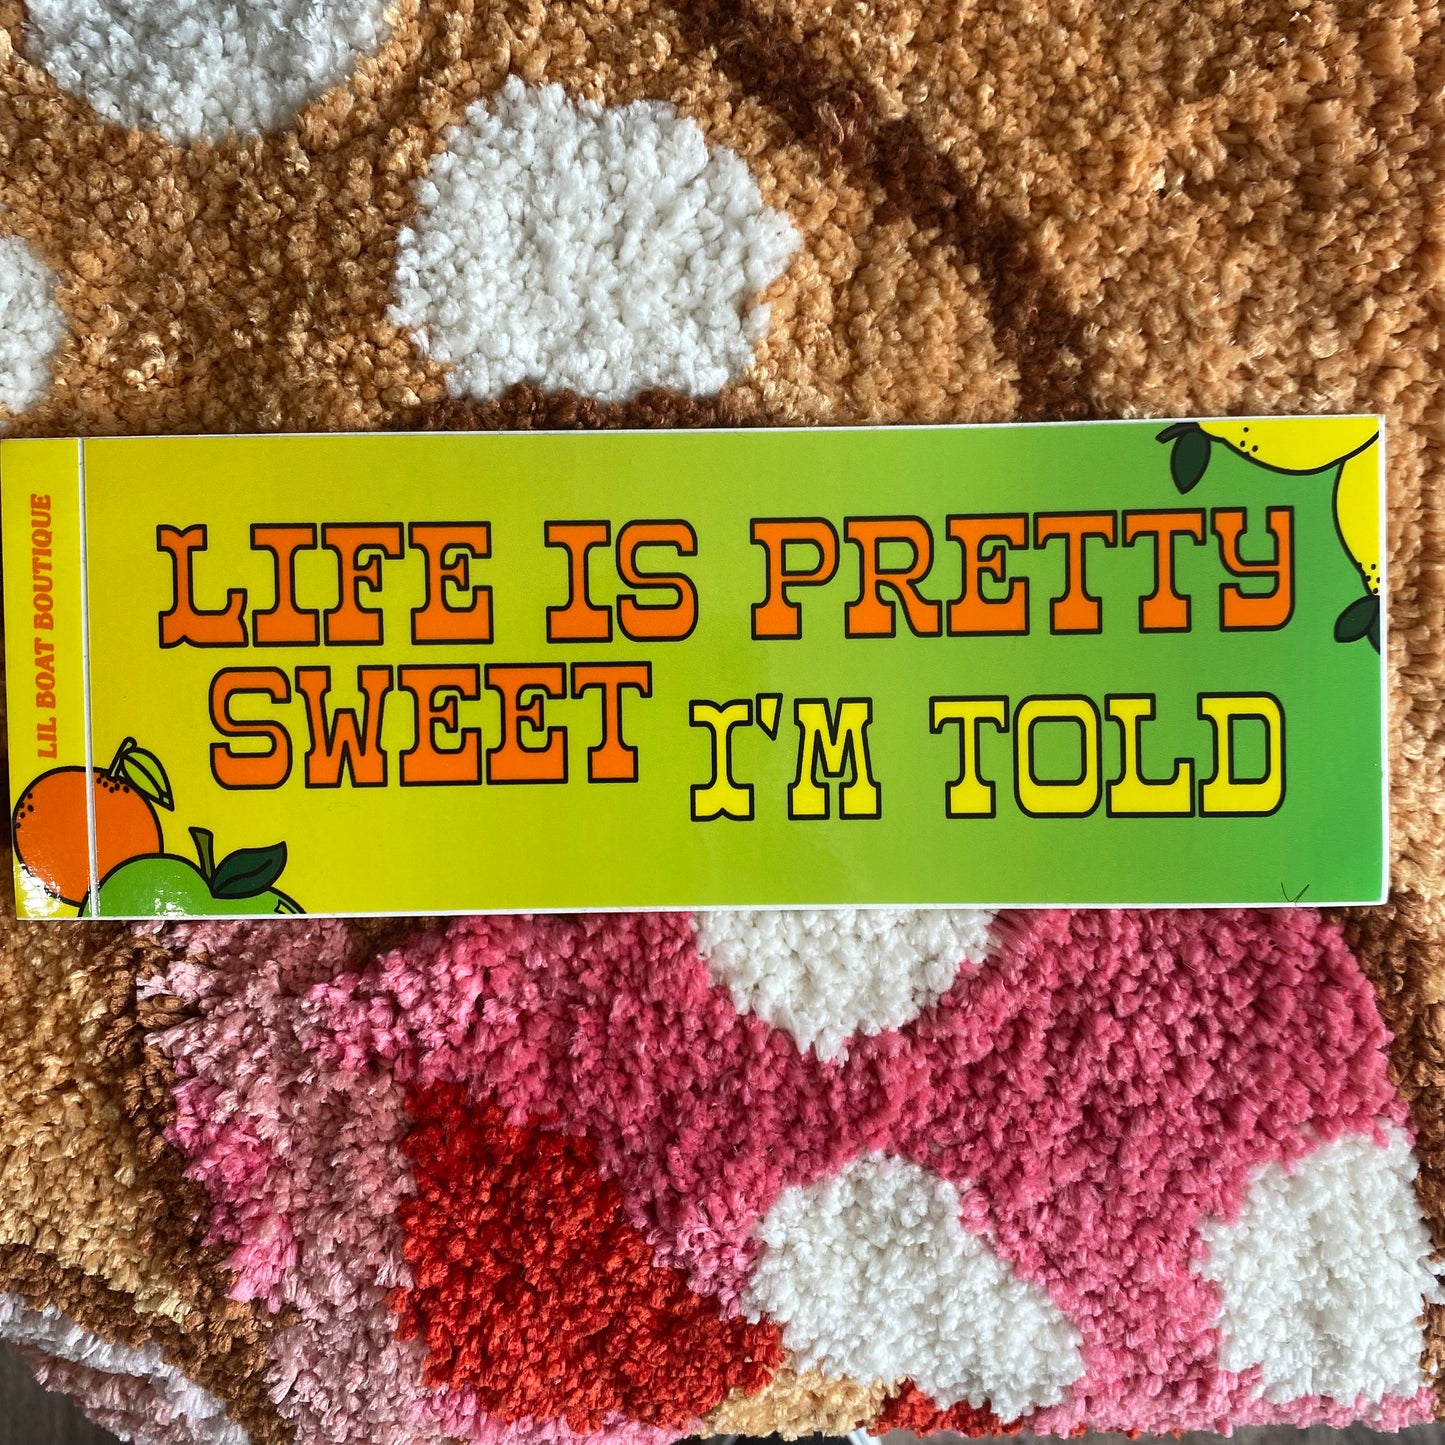 LIL BOAT BOUTIQUE
LIFE IS PRETTY
SWEET I'M TOLD